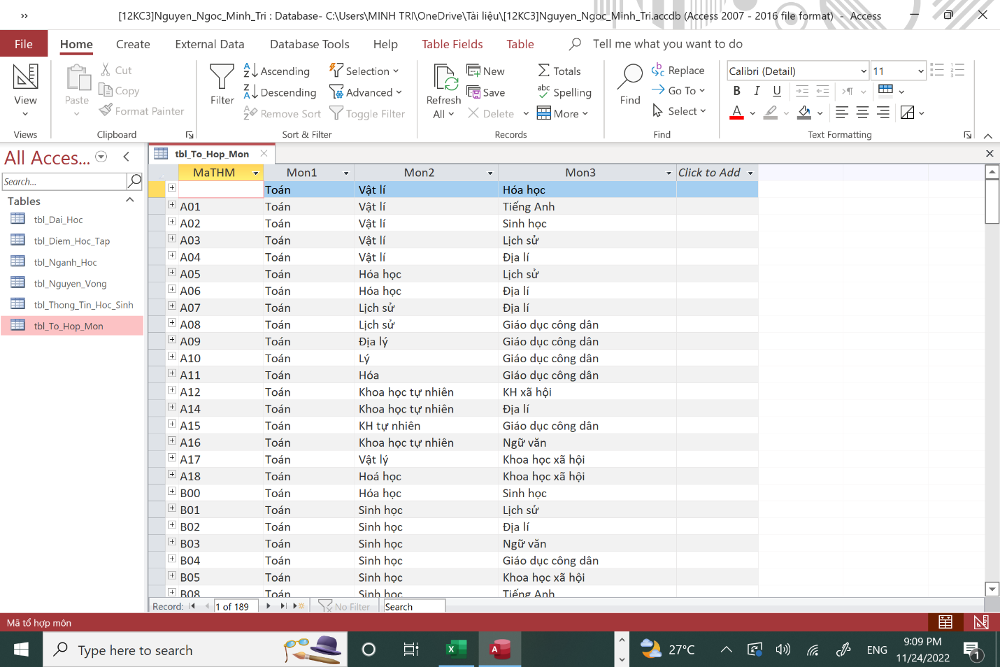 [12KC3]Nguyen_Ngoc_Minh_Tri : Database- C:\Users\MINH TRI\OneDrive\Tài liệu\[12KC3]Nguyen_Ngoc_Minh_Tri.accdb (Access 2007 - 2016 file format) - Access
File Home Create External Data Database Tools Help Table Fields Table Tell me what you want to do
Cut Ascending Selection New Totals Replace Calibri (Detail) 11
Copy Descending Advanced Save Spelling Go To B I U
View Paste Format Painter Filter Remove Sort Toggle Filter Refresh All Delete More Find Select A
Views Clipboard Sort & Filter Records Find Text Formatting
All Acces...
Search...
Tables
tbl_Dai_Hoc
tbl_Diem_Hoc_Tap
tbl_Nganh_Hoc
tbl_Nguyen_Vong
tbl_Thong_Tin_Hoc_Sinh
tbl_To_Hop_Mon
tbl_To_Hop_Mon
MaTHM Mon1 Mon2 Mon3 Click to Add
Toán Vật lí Hóa học
A01 Toán Vật lí Tiếng Anh
A02 Toán Vật lí Sinh học
A03 Toán Vật lí Lịch sử
A04 Toán Vật lí Địa lí
A05 Toán Hóa học Lịch sử
A06 Toán Hóa học Địa lí
A07 Toán Lịch sử Địa lí
A08 Toán Lịch sử Giáo dục công dân
A09 Toán Địa lý Giáo dục công dân
A10 Toán Lý Giáo dục công dân
A11 Toán Hóa Giáo dục công dân
A12 Toán Khoa học tự nhiên KH xã hội
A14 Toán Khoa học tự nhiên Địa lí
A15 Toán KH tự nhiên Giáo dục công dân
A16 Toán Khoa học tự nhiên Ngữ văn
A17 Toán Vật lý Khoa học xã hội
A18 Toán Hoá học Khoa học xã hội
B00 Toán Hóa học Sinh học
B01 Toán Sinh học Lịch sử
B02 Toán Sinh học Địa lí
B03 Toán Sinh học Ngữ văn
B04 Toán Sinh học Giáo dục công dân
B05 Toán Sinh học Khoa học xã hội
B08 Toán Sinh học Tiếng Anh
Record: 1 of 189 No Filter Search
Mã tổ hợp môn
Type here to search 27°C ENG 9:09 PM
11/24/2022 1